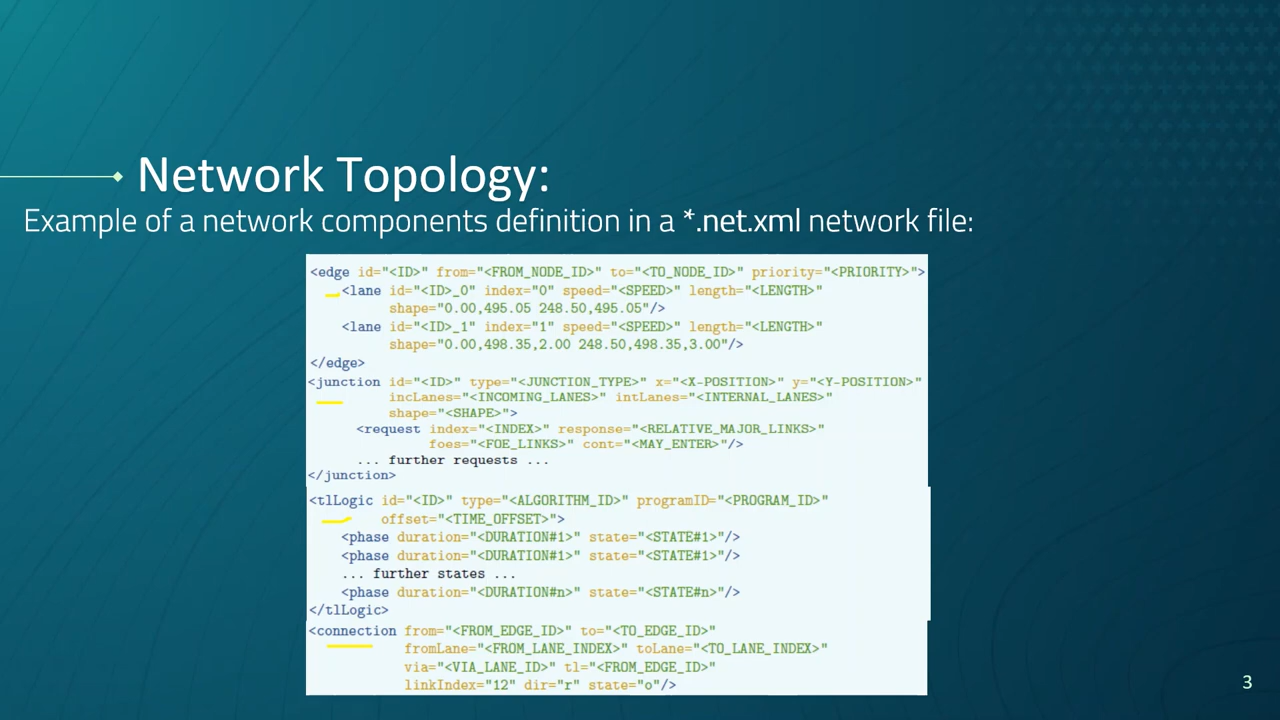 Network Topology:
Example of a network components definition in a *.net.xml network file:
<edge id="<ID>" from="<FROM_NODE_ID>" to="<TO_NODE_ID>" priority="<PRIORITY>">
<lane id="<ID>_0" index="0" speed="<SPEED>" length="<LENGTH>"
shape="0.00,495.05 248.50,495.05"/>
<lane id="<ID>_1" index="1" speed="<SPEED>" length="<LENGTH>"
shape="0.00,498.35,2.00 248.50,498.35,3.00"/>
</edge>
<junction id="<ID>" type="<JUNCTION_TYPE>" x="<X-POSITION>" y="<Y-POSITION>"
incLanes="<INCOMING_LANES>" intLanes="<INTERNAL_LANES>"
shape="<SHAPE>">
<request index="<INDEX>" response="<RELATIVE_MAJOR_LINKS>"
foes="<FOE_LINKS>" cont="<MAY_ENTER>"/>
... further requests ...
</junction>
<tlLogic id="<ID>" type="<ALGORITHM_ID>" programID="<PROGRAM_ID>"
offset="<TIME_OFFSET>">
<phase duration="<DURATION#1>" state="<STATE#1>"/>
<phase duration="<DURATION#1>" state="<STATE#1>"/>
... further states ...
<phase duration="<DURATION#n>" state="<STATE#n>"/>
</tlLogic>
<connection from="<FROM_EDGE_ID>" to="<TO_EDGE_ID>"
fromLane="<FROM_LANE_INDEX>" toLane="<TO_LANE_INDEX>"
via="<VIA_LANE_ID>" tl="<FROM_EDGE_ID>"
linkIndex="12" dir="r" state="o"/>
3